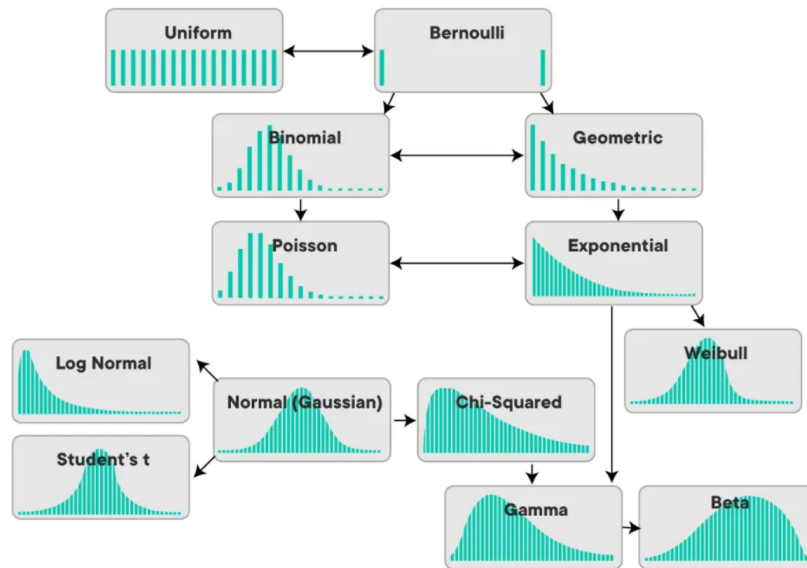 Uniform
Bernoulli
Binomial
Geometric
Poisson
Exponential
Weibull
Log Normal
Normal (Gaussian)
Chi-Squared
Student's t
Gamma
Beta